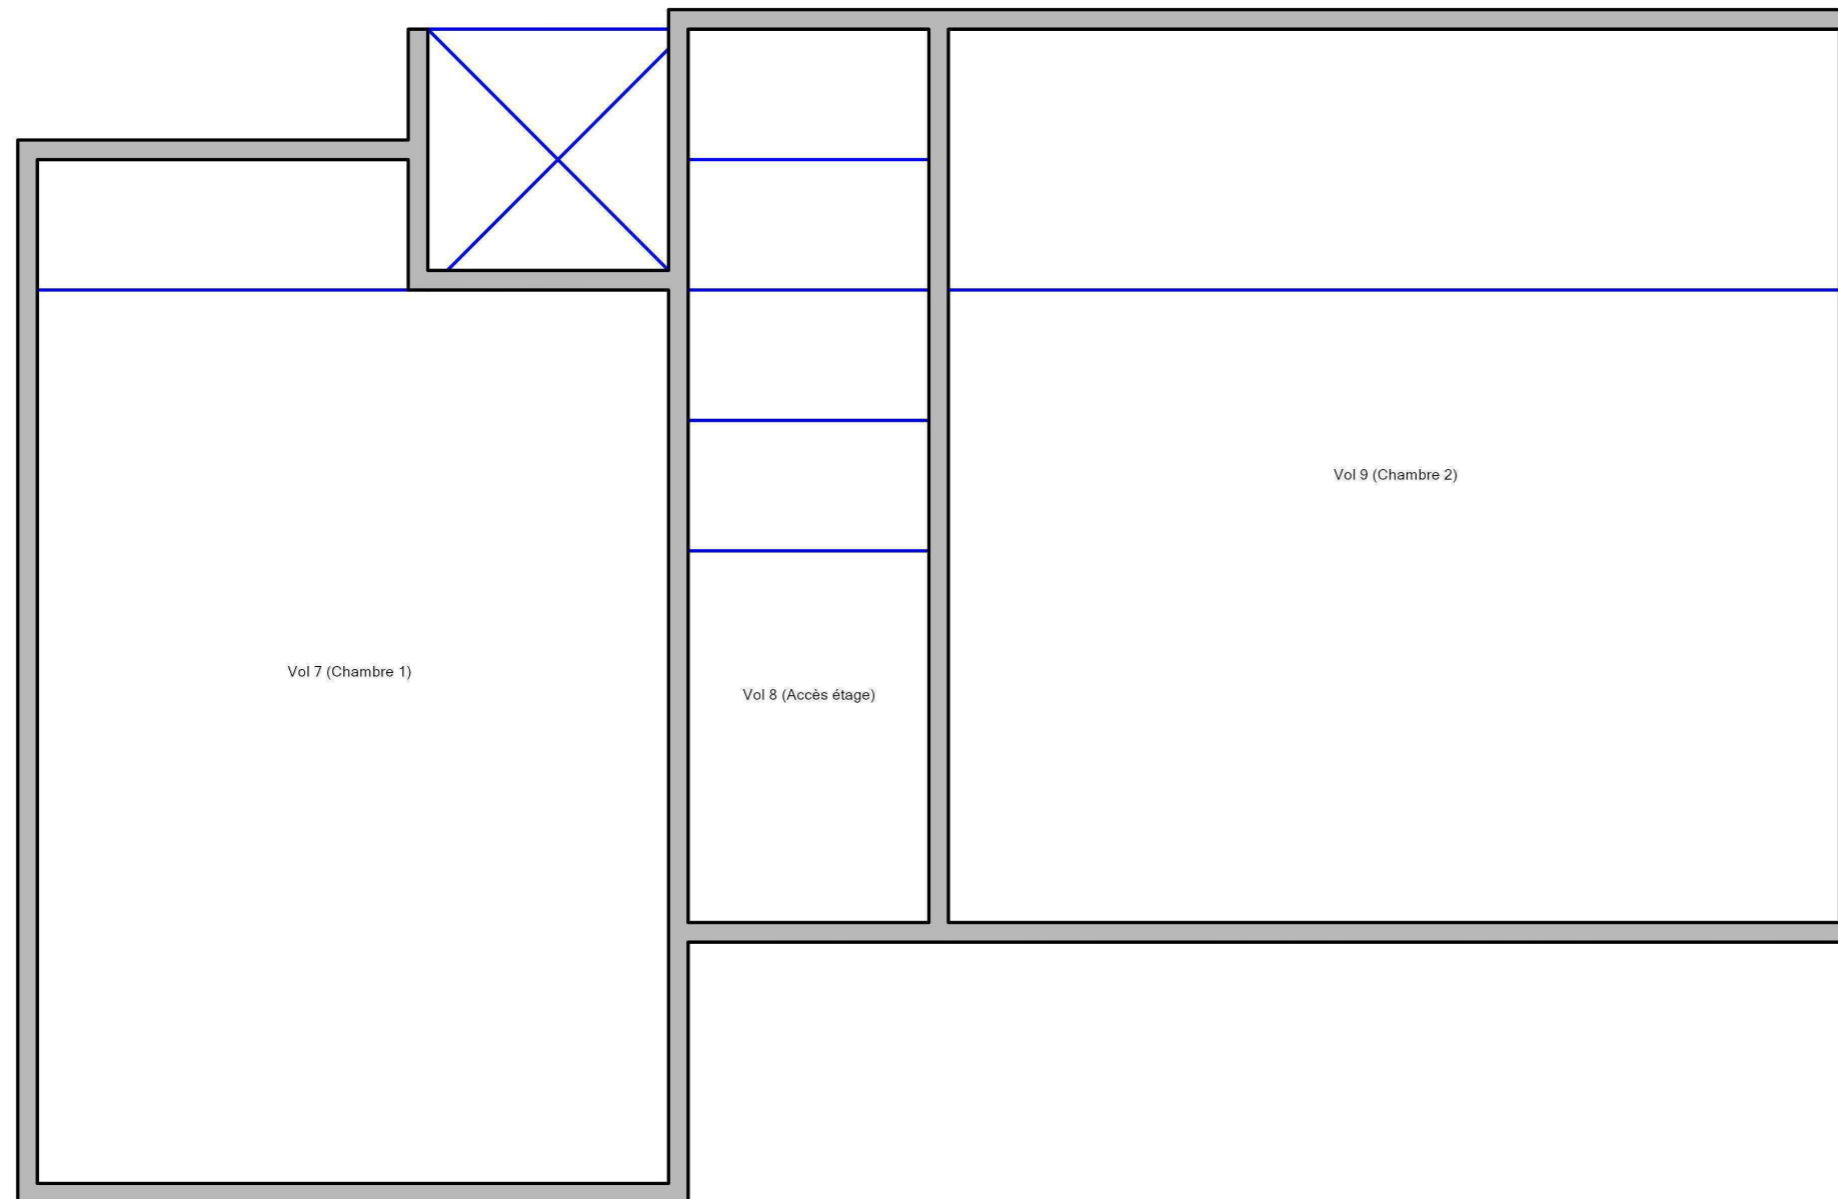 Vol 9 (Chambre 2)
Vol 7 (Chambre 1)
Vol 8 (Accès étage)